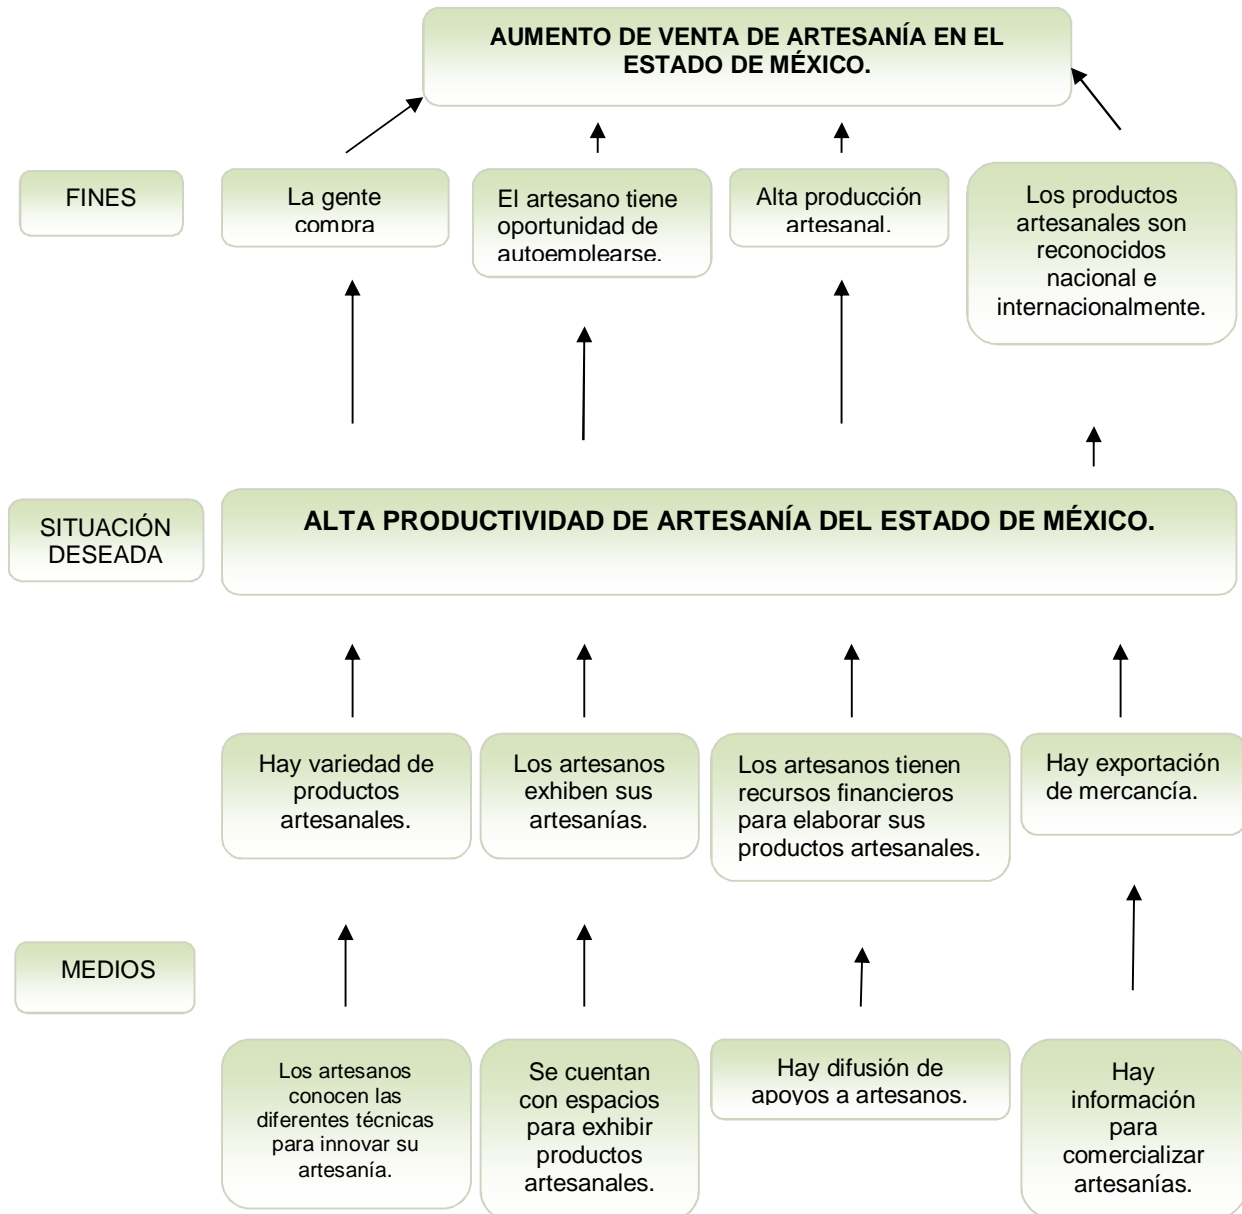 AUMENTO DE VENTA DE ARTESANÍA EN EL
ESTADO DE MÉXICO.
FINES
La gente
compra
El artesano tiene
oportunidad de
autoemplearse.
Alta producción
artesanal.
Los productos
artesanales son
reconocidos
nacional e
internacionalmente.
SITUACIÓN
DESEADA
ALTA PRODUCTIVIDAD DE ARTESANÍA DEL ESTADO DE MÉXICO.
Hay variedad de
productos
artesanales.
Los artesanos
exhiben sus
artesanías.
Los artesanos tienen
recursos financieros
para elaborar sus
productos artesanales.
Hay exportación
de mercancía.
MEDIOS
Los artesanos
conocen las
diferentes técnicas
para innovar su
artesanía.
Se cuentan
con espacios
para exhibir
productos
artesanales.
Hay difusión de
apoyos a artesanos.
Hay
información
para
comercializar
artesanías.